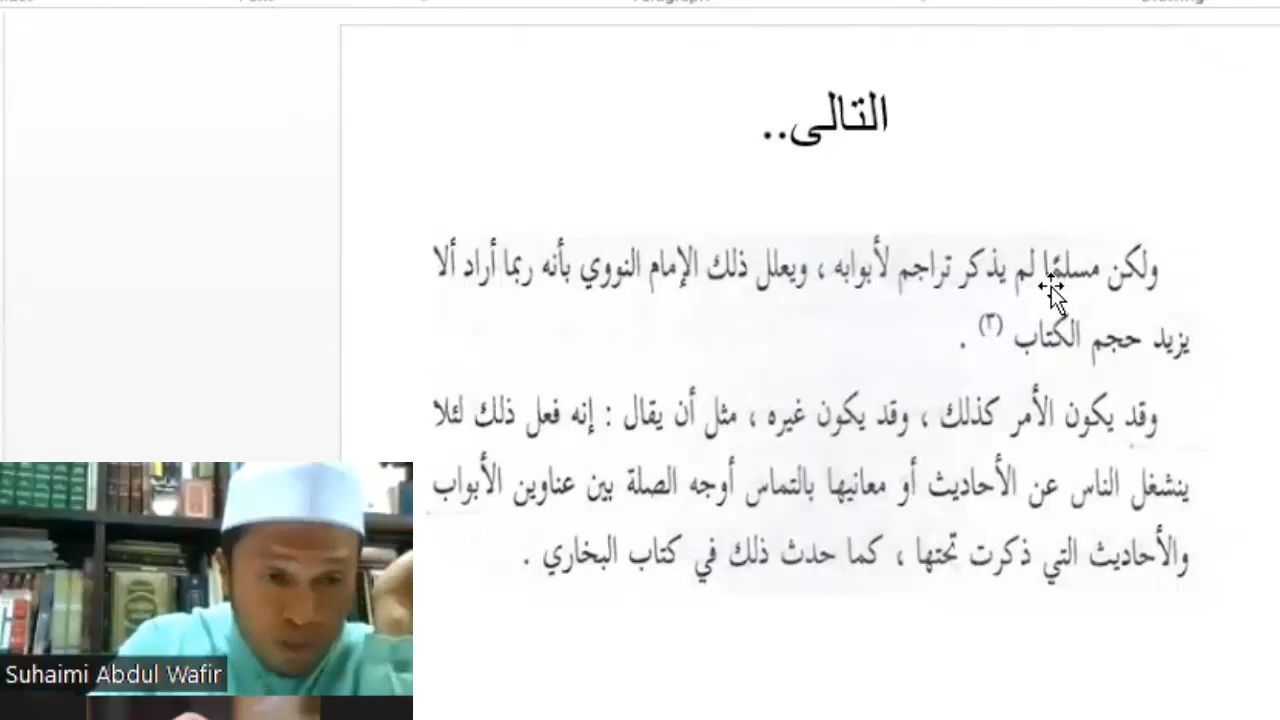 التالى..
ولكن مسلمًا لم يذكر تراجم لأبوابه ، ويعلل ذلك الإمام النووي بأنه ربما أراد ألا
يزيد حجم الكتاب (٣) .
وقد يكون الأمر كذلك ، وقد يكون غيره ، مثل أن يقال : إنه فعل ذلك لئلا
ينشغل الناس عن الأحاديث أو معانيها بالتماس أوجه الصلة بين عناوين الأبواب
والأحاديث التي ذكرت تحتها ، كما حدث ذلك في كتاب البخاري .
Suhaimi Abdul Wafir